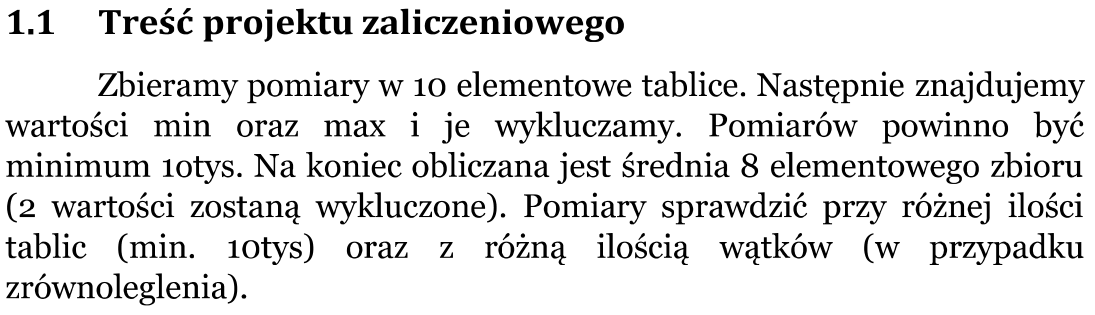 1.1 Treść projektu zaliczeniowego
Zbieramy pomiary w 10 elementowe tablice. Następnie znajdujemy
wartości min oraz max i je wykluczamy. Pomiarów powinno być
minimum 10tys. Na koniec obliczana jest średnia 8 elementowego zbioru
(2 wartości zostaną wykluczone). Pomiary sprawdzić przy różnej ilości
tablic (min. 10tys) oraz z różną ilością wątków (w przypadku
zrównoleglenia).